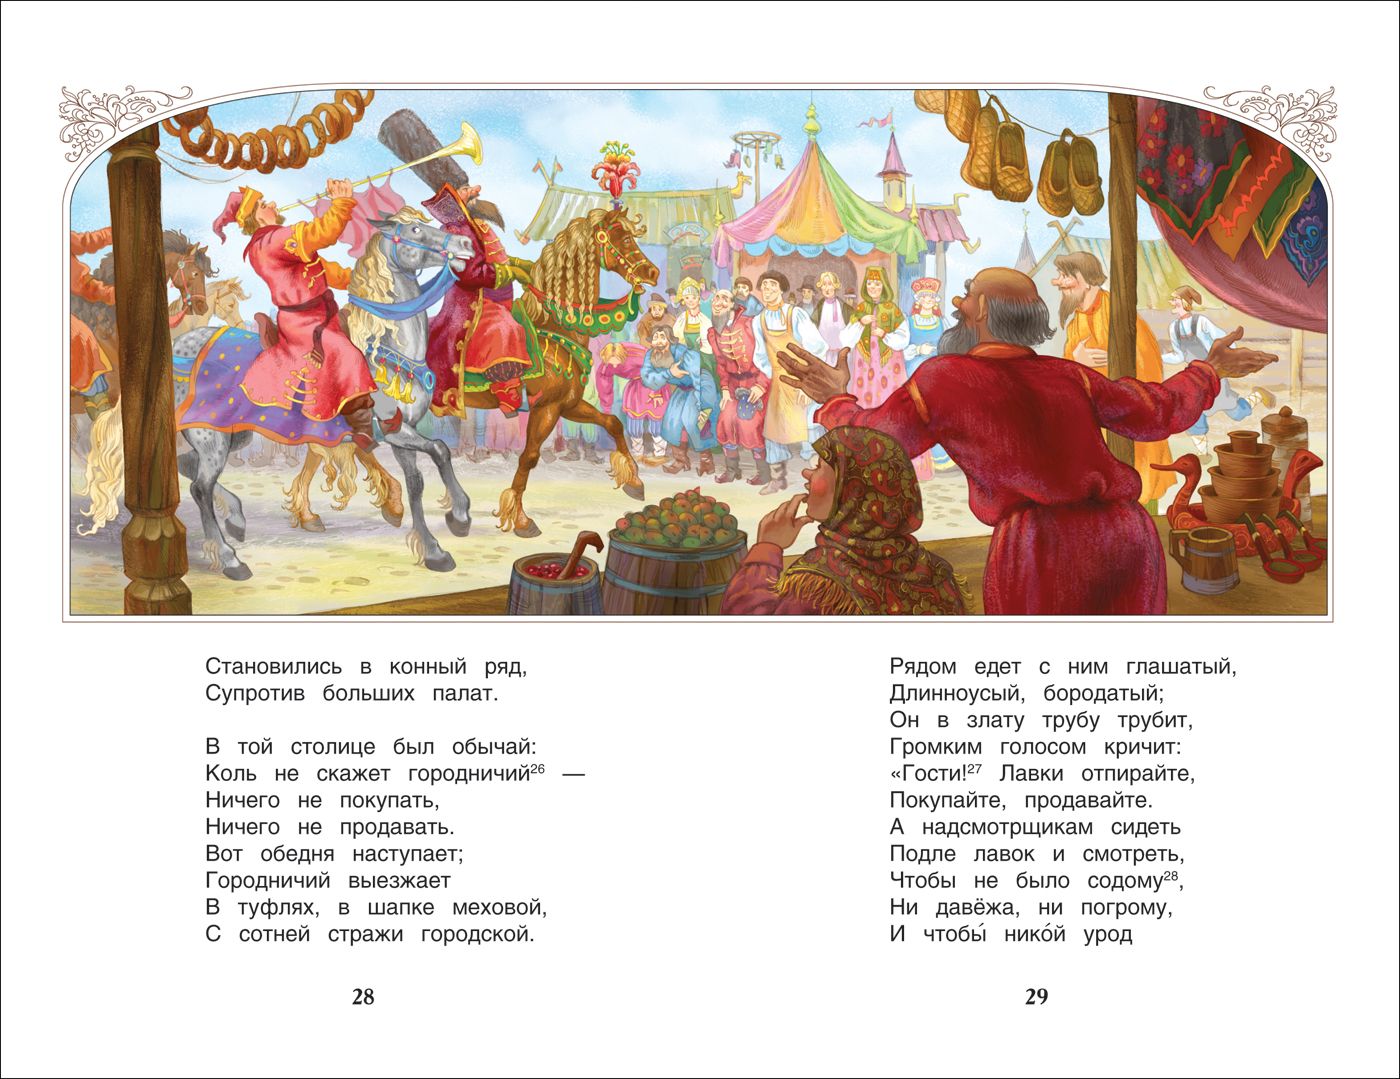 Становились в конный ряд,
Супротив больших палат.
В той столице был обычай:
Коль не скажет городничий²⁶ —
Ничего не покупать,
Ничего не продавать.
Вот обедня наступает;
Городничий выезжает
В туфлях, в шапке меховой,
С сотней стражи городской.
28
Рядом едет с ним глашатый,
Длинноусый, бородатый;
Он в злату трубу трубит,
Громким голосом кричит:
«Гости!²⁷ Лавки отпирайте,
Покупайте, продавайте.
А надсмотрщикам сидеть
Подле лавок и смотреть,
Чтобы не было содому²⁸,
Ни давёжа, ни погрому,
И чтобы́ нико́й урод
29